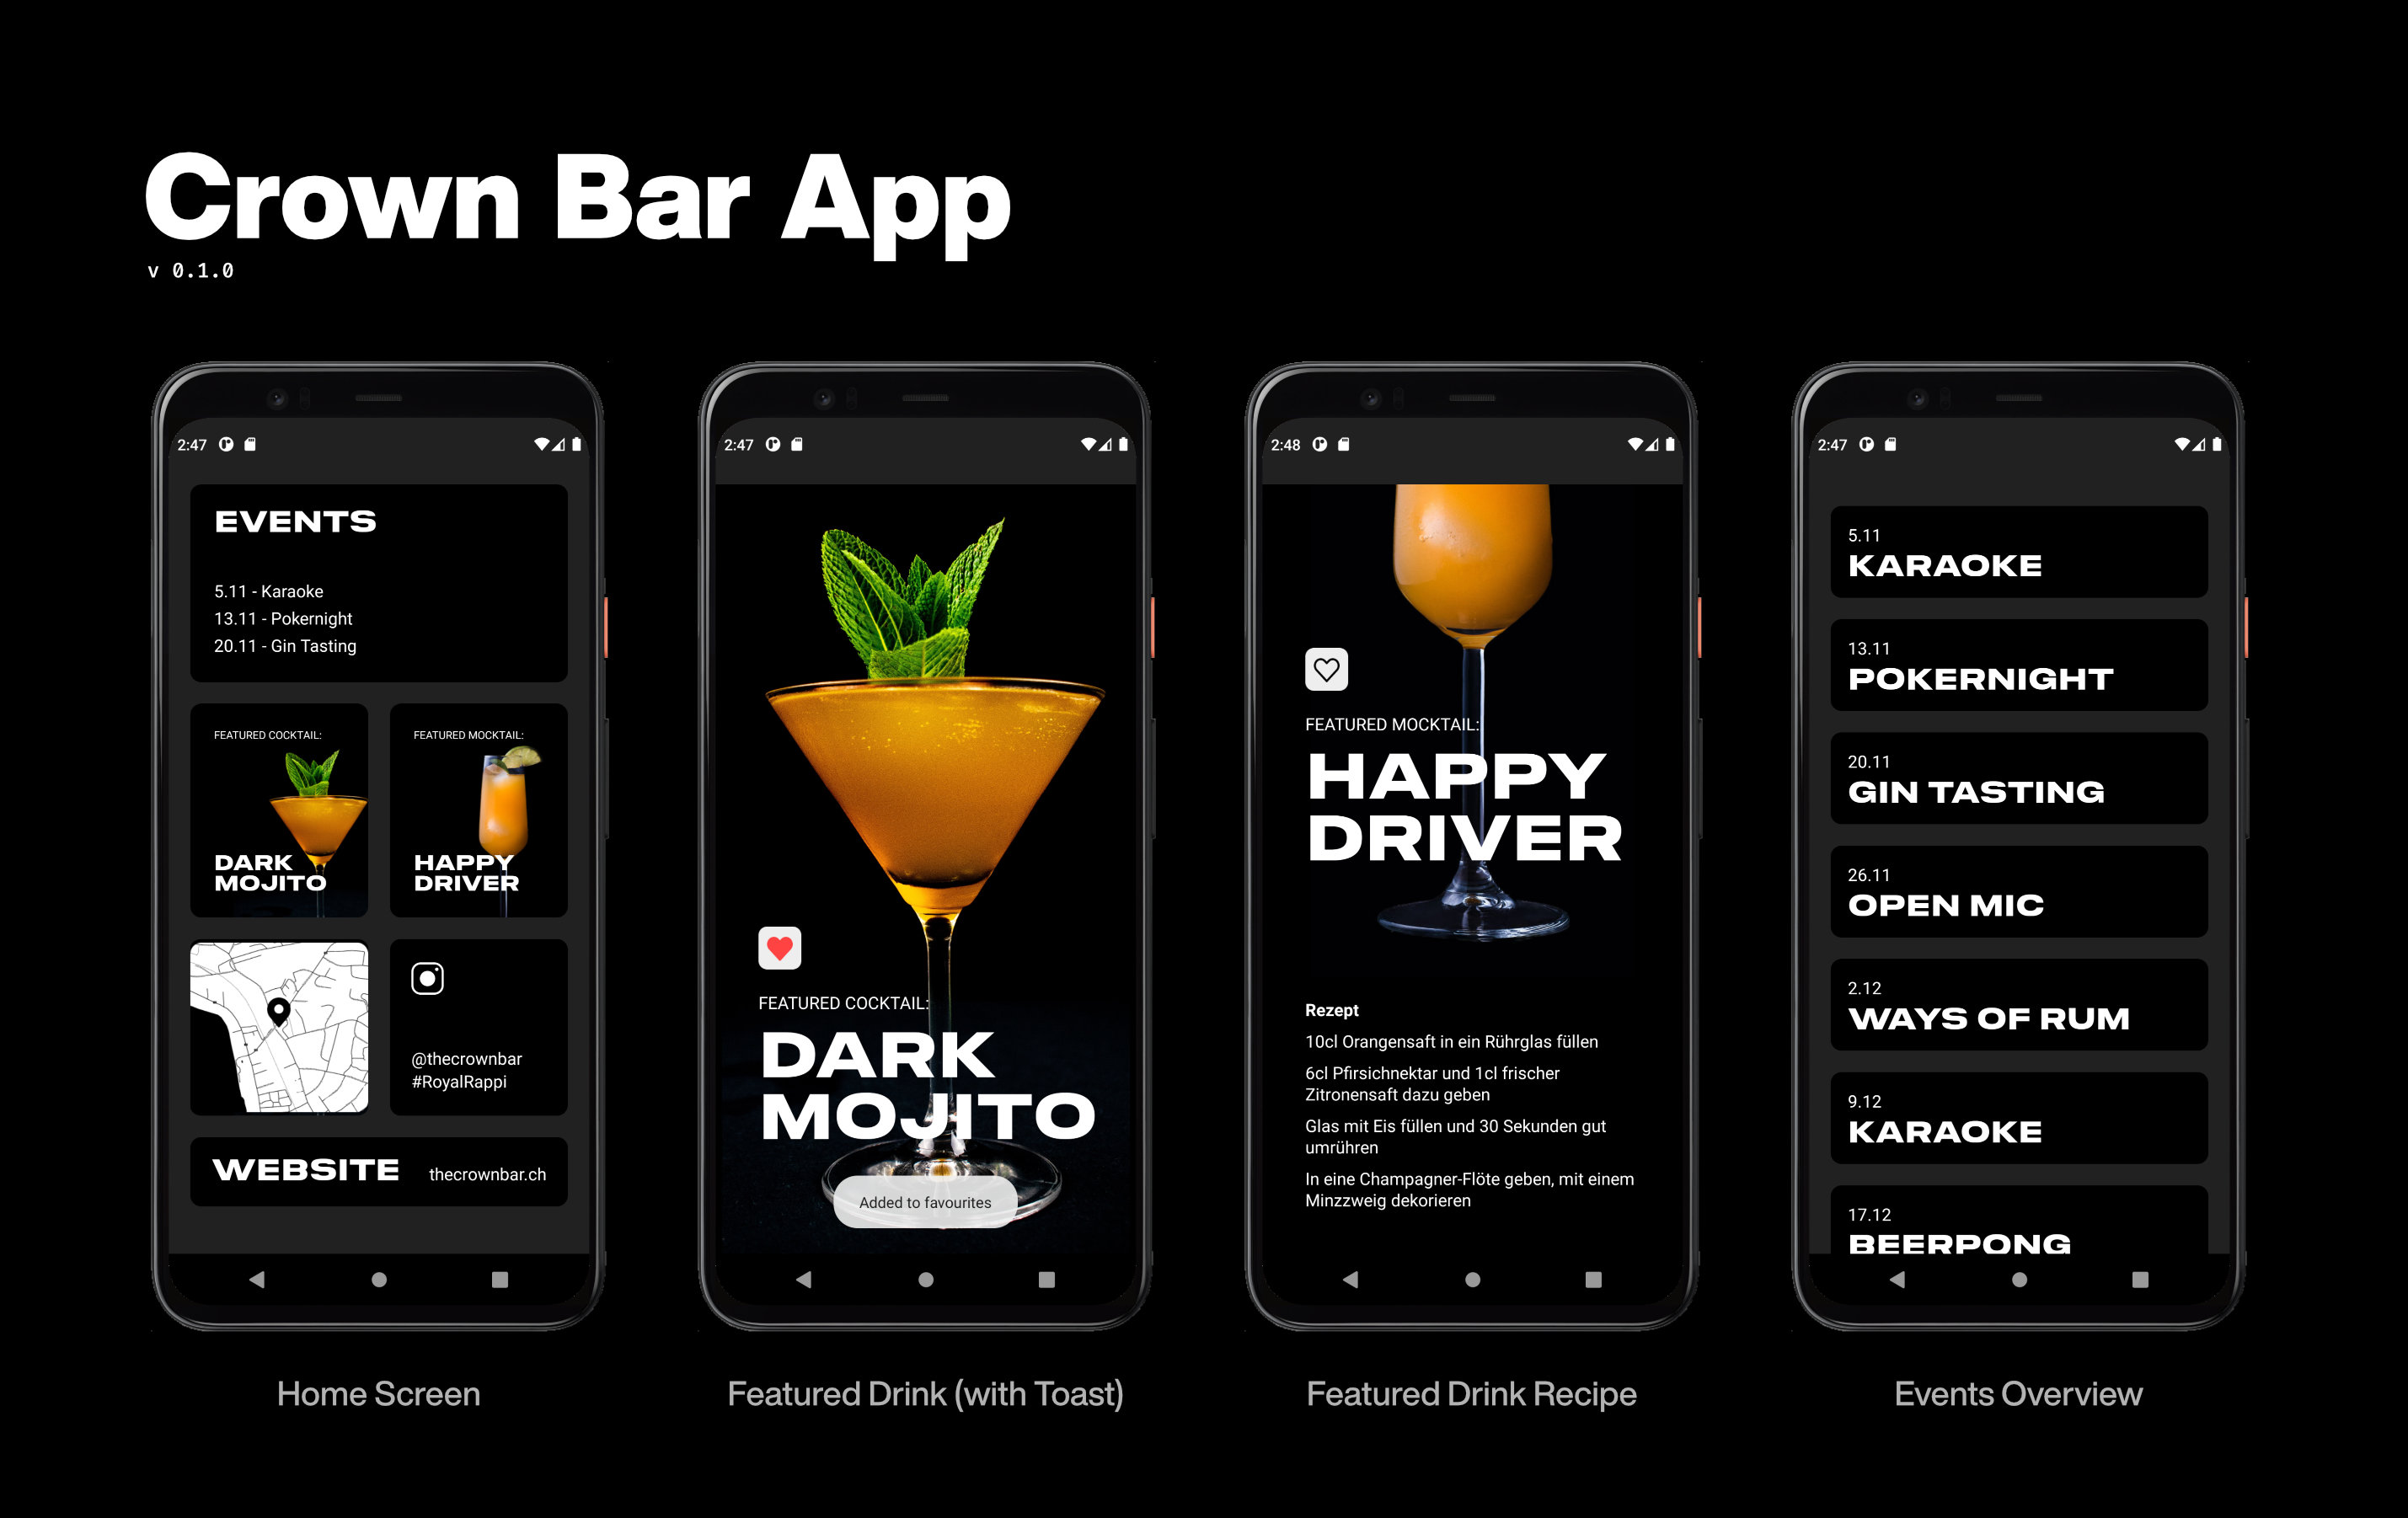 Crown Bar App
v 0.1.0
2:47
EVENTS
5.11 - Karaoke
13.11 - Pokernight
20.11 - Gin Tasting
FEATURED COCKTAIL:
DARK
MOJITO
FEATURED MOCKTAIL:
HAPPY
DRIVER
@thecrownbar
#RoyalRappi
WEBSITE thecrownbar.ch
Home Screen
2:47
FEATURED COCKTAIL:
DARK
MOJITO
Added to favourites
Featured Drink (with Toast)
2:48
FEATURED MOCKTAIL:
HAPPY
DRIVER
Rezept
10cl Orangensaft in ein Rührglas füllen
6cl Pfirsichnektar und 1cl frischer
Zitronensaft dazu geben
Glas mit Eis füllen und 30 Sekunden gut
umrühren
In eine Champagner-Flöte geben, mit einem
Minzzweig dekorieren
Featured Drink Recipe
2:47
5.11
KARAOKE
13.11
POKERNIGHT
20.11
GIN TASTING
26.11
OPEN MIC
2.12
WAYS OF RUM
9.12
KARAOKE
17.12
BEERPONG
Events Overview